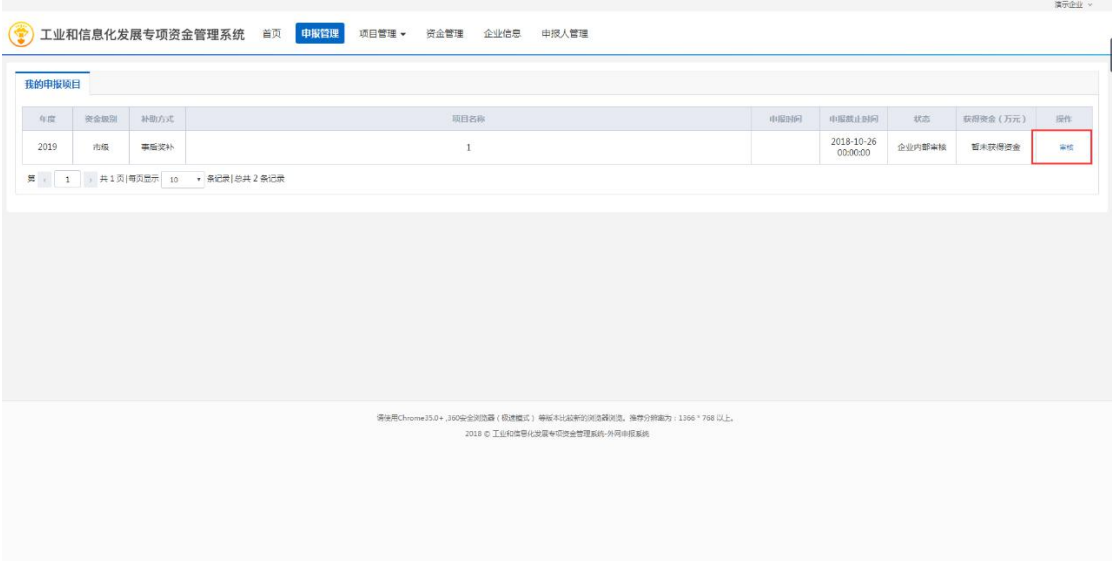 演示企业
工业和信息化发展专项资金管理系统 首页 申报管理 项目管理 资金管理 企业信息 申报人管理
我的申报项目
年度 资金级别 补助方式 项目名称 申报时间 申报截止时间 状态 获得资金（万元） 操作
2019 市级 事后奖补 1 2018-10-26 00:00:00 企业内部审核 暂未获得资金 审核
第 1 共 1 页|每页显示 10 条记录|总共 2 条记录
请使用Chrome35.0+ ,360安全浏览器（极速模式）等版本比较新的浏览器浏览。推荐分辨率为：1366 * 768 以上。
2018 © 工业和信息化发展专项资金管理系统-外网申报系统